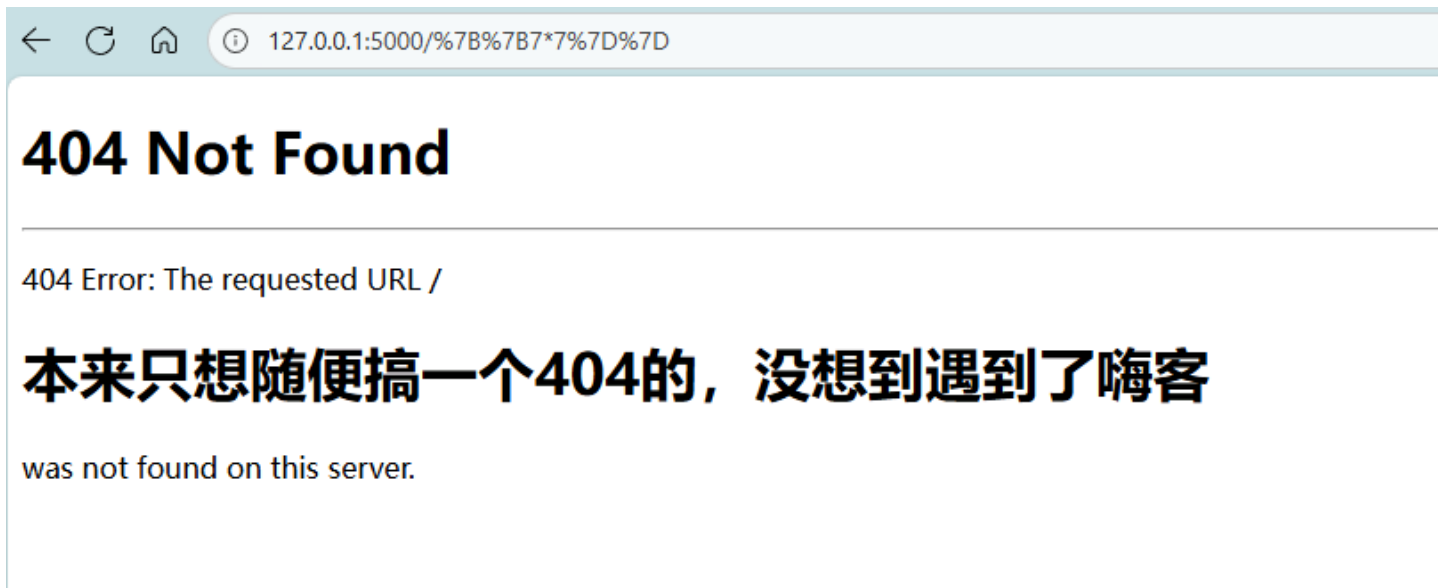 127.0.0.1:5000/%7B%7B7*7%7D%7D
404 Not Found
404 Error: The requested URL /
本来只想随便搞一个404的，没想到遇到了嗨客
was not found on this server.